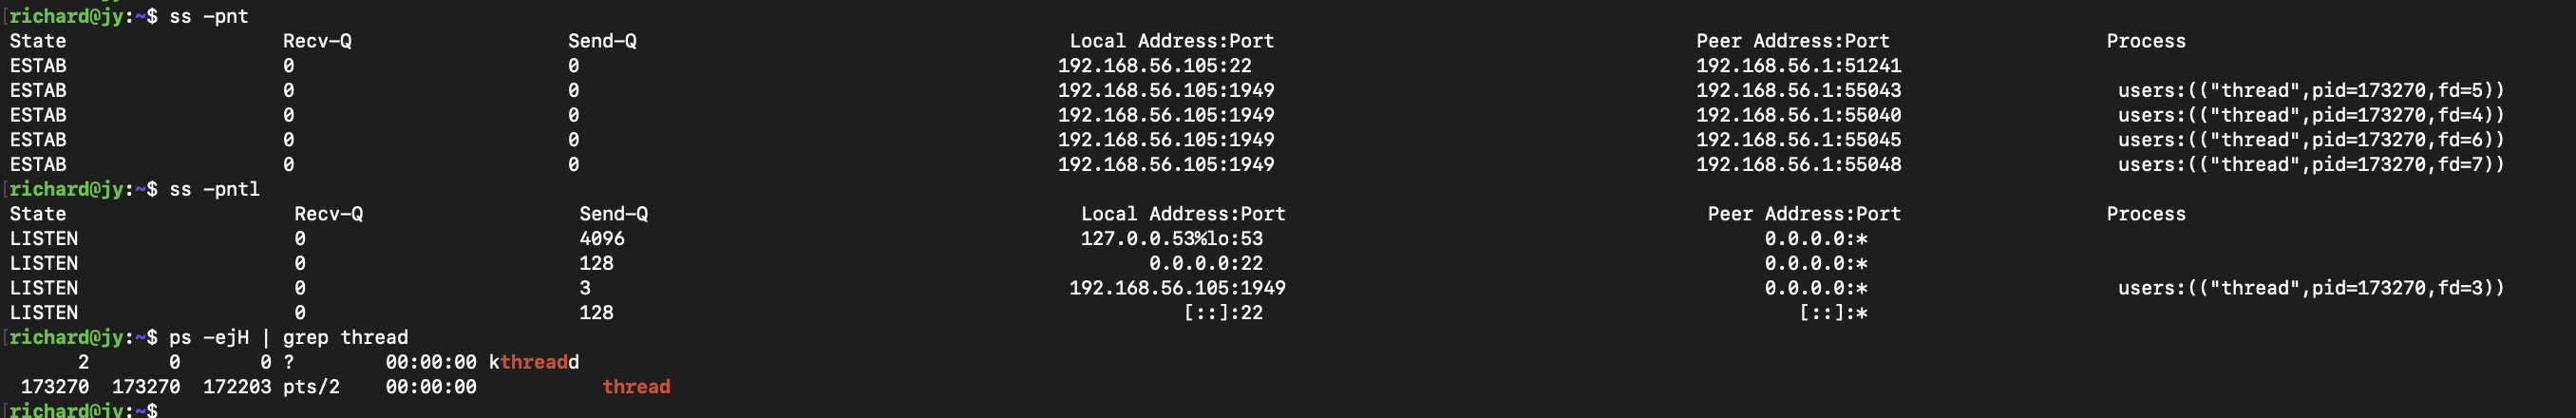 [richard@jy:~$ ss -pnt
State Recv-Q Send-Q Local Address:Port Peer Address:Port Process
ESTAB 0 0 192.168.56.105:22 192.168.56.1:51241
ESTAB 0 0 192.168.56.105:1949 192.168.56.1:55043 users:(("thread",pid=173270,fd=5))
ESTAB 0 0 192.168.56.105:1949 192.168.56.1:55040 users:(("thread",pid=173270,fd=4))
ESTAB 0 0 192.168.56.105:1949 192.168.56.1:55045 users:(("thread",pid=173270,fd=6))
ESTAB 0 0 192.168.56.105:1949 192.168.56.1:55048 users:(("thread",pid=173270,fd=7))
[richard@jy:~$ ss -pntl
State Recv-Q Send-Q Local Address:Port Peer Address:Port Process
LISTEN 0 4096 127.0.0.53%lo:53 0.0.0.0:*
LISTEN 0 128 0.0.0.0:22 0.0.0.0:*
LISTEN 0 3 192.168.56.105:1949 0.0.0.0:* users:(("thread",pid=173270,fd=3))
LISTEN 0 128 [::]:22 [::]:*
[richard@jy:~$ ps -ejH | grep thread
2 0 0 ? 00:00:00 kthreadd
173270 173270 172203 pts/2 00:00:00 thread
[richard@jy:~$